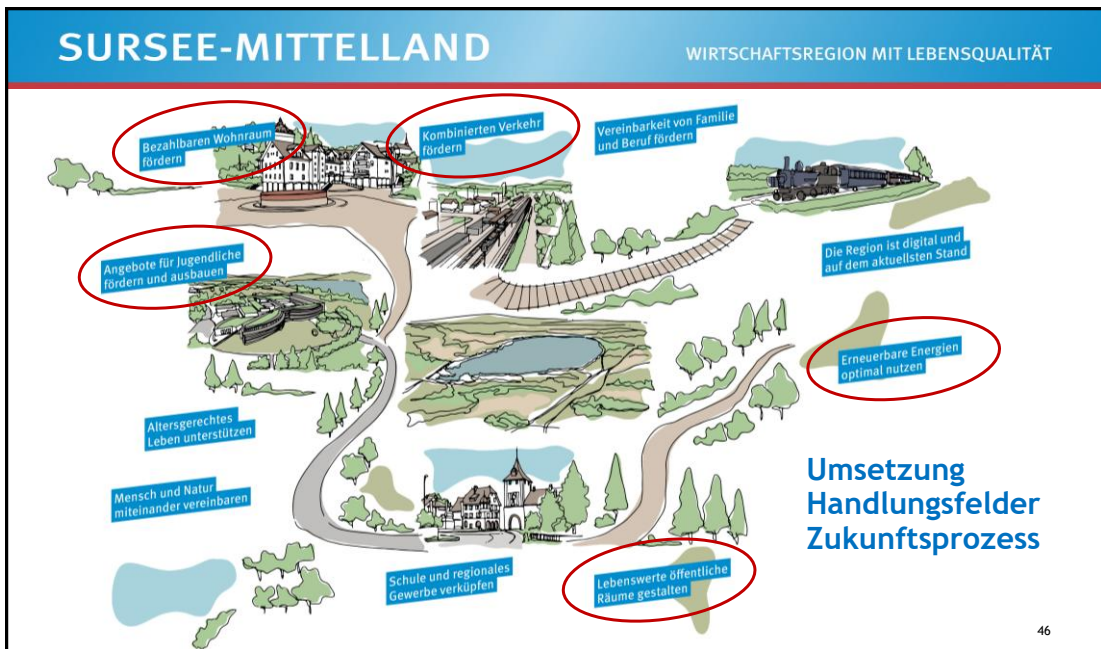 SURSEE-MITTELLAND
WIRTSCHAFTSREGION MIT LEBENSQUALITÄT
Bezahlbaren Wohnraum
fördern
Kombinierten Verkehr
fördern
Vereinbarkeit von Familie
und Beruf fördern
Die Region ist digital und
auf dem aktuellsten Stand
Angebote für Jugendliche
fördern und ausbauen
Erneuerbare Energien
optimal nutzen
Altersgerechtes
Leben unterstützen
Mensch und Natur
miteinander vereinbaren
Umsetzung
Handlungsfelder
Zukunftsprozess
Schule und regionales
Gewerbe verküpfen
Lebenswerte öffentliche
Räume gestalten
46